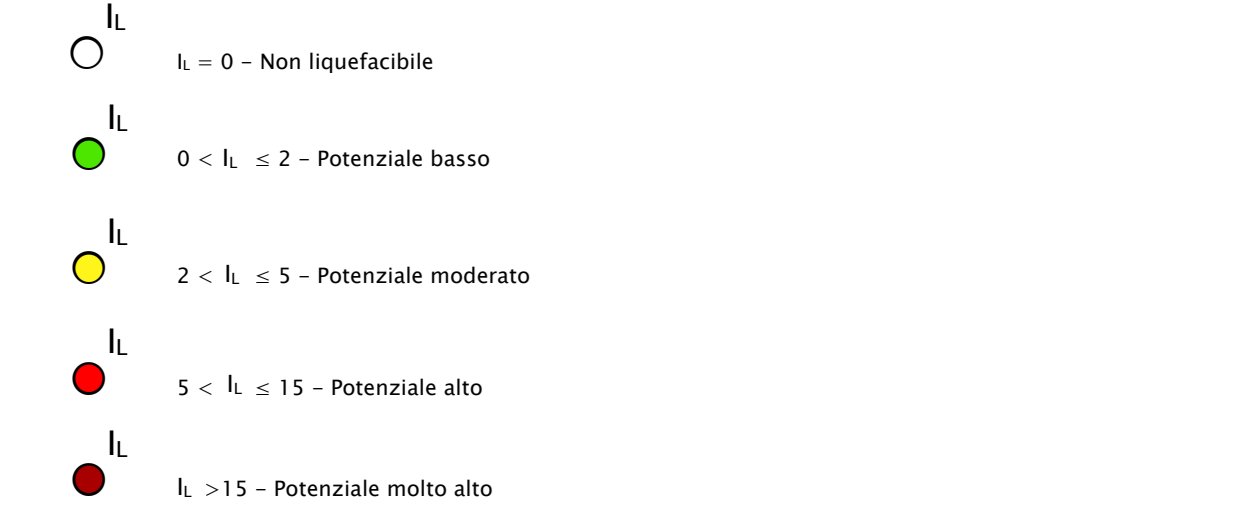 IL
IL = 0 – Non liquefacibile
IL
0 < IL ≤ 2 – Potenziale basso
IL
2 < IL ≤ 5 – Potenziale moderato
IL
5 < IL ≤ 15 – Potenziale alto
IL
IL >15 – Potenziale molto alto